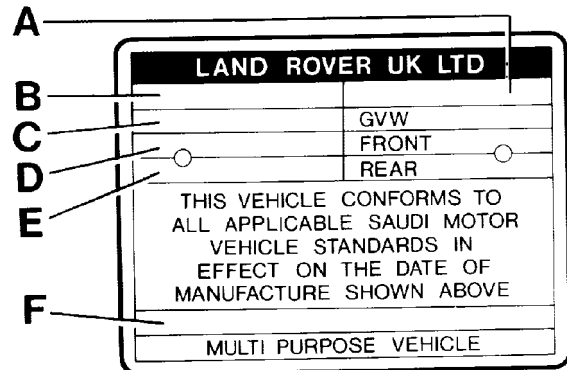 A
LAND ROVER UK LTD
B
C GVW
D FRONT
E REAR
THIS VEHICLE CONFORMS TO
ALL APPLICABLE SAUDI MOTOR
VEHICLE STANDARDS IN
EFFECT ON THE DATE OF
MANUFACTURE SHOWN ABOVE
F
MULTI PURPOSE VEHICLE